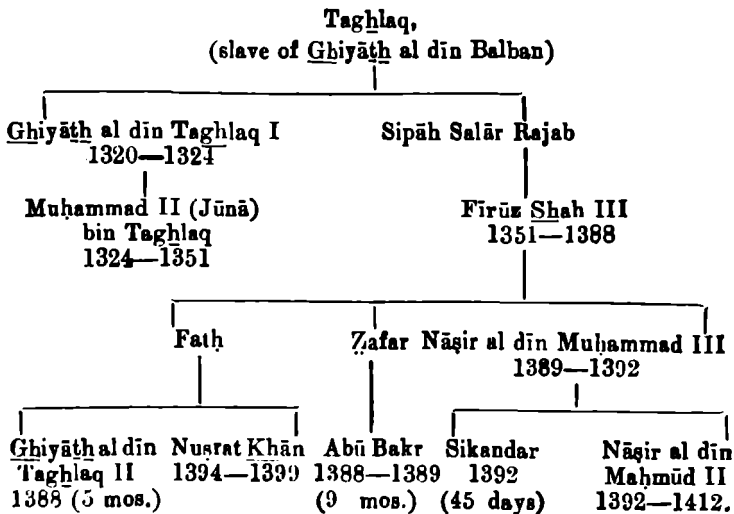 Taghlaq,
(slave of Ghiyāth al dīn Balban)
Ghiyāth al dīn Taghlaq I
1320—1324
Sipāh Salār Rajab
Muḥammad II (Jūnā)
bin Taghlaq
1324—1351
Fīrūz Shah III
1351—1388
Fatḥ
Ẓafar
Nāṣir al dīn Muḥammad III
1389—1392
Ghiyāth al dīn
Taghlaq II
1388 (5 mos.)
Nuṣrat Khān
1394—1399
Abū Bakr
1388—1389
(9 mos.)
Sikandar
1392
(45 days)
Nāṣir al dīn
Maḥmūd II
1392—1412.